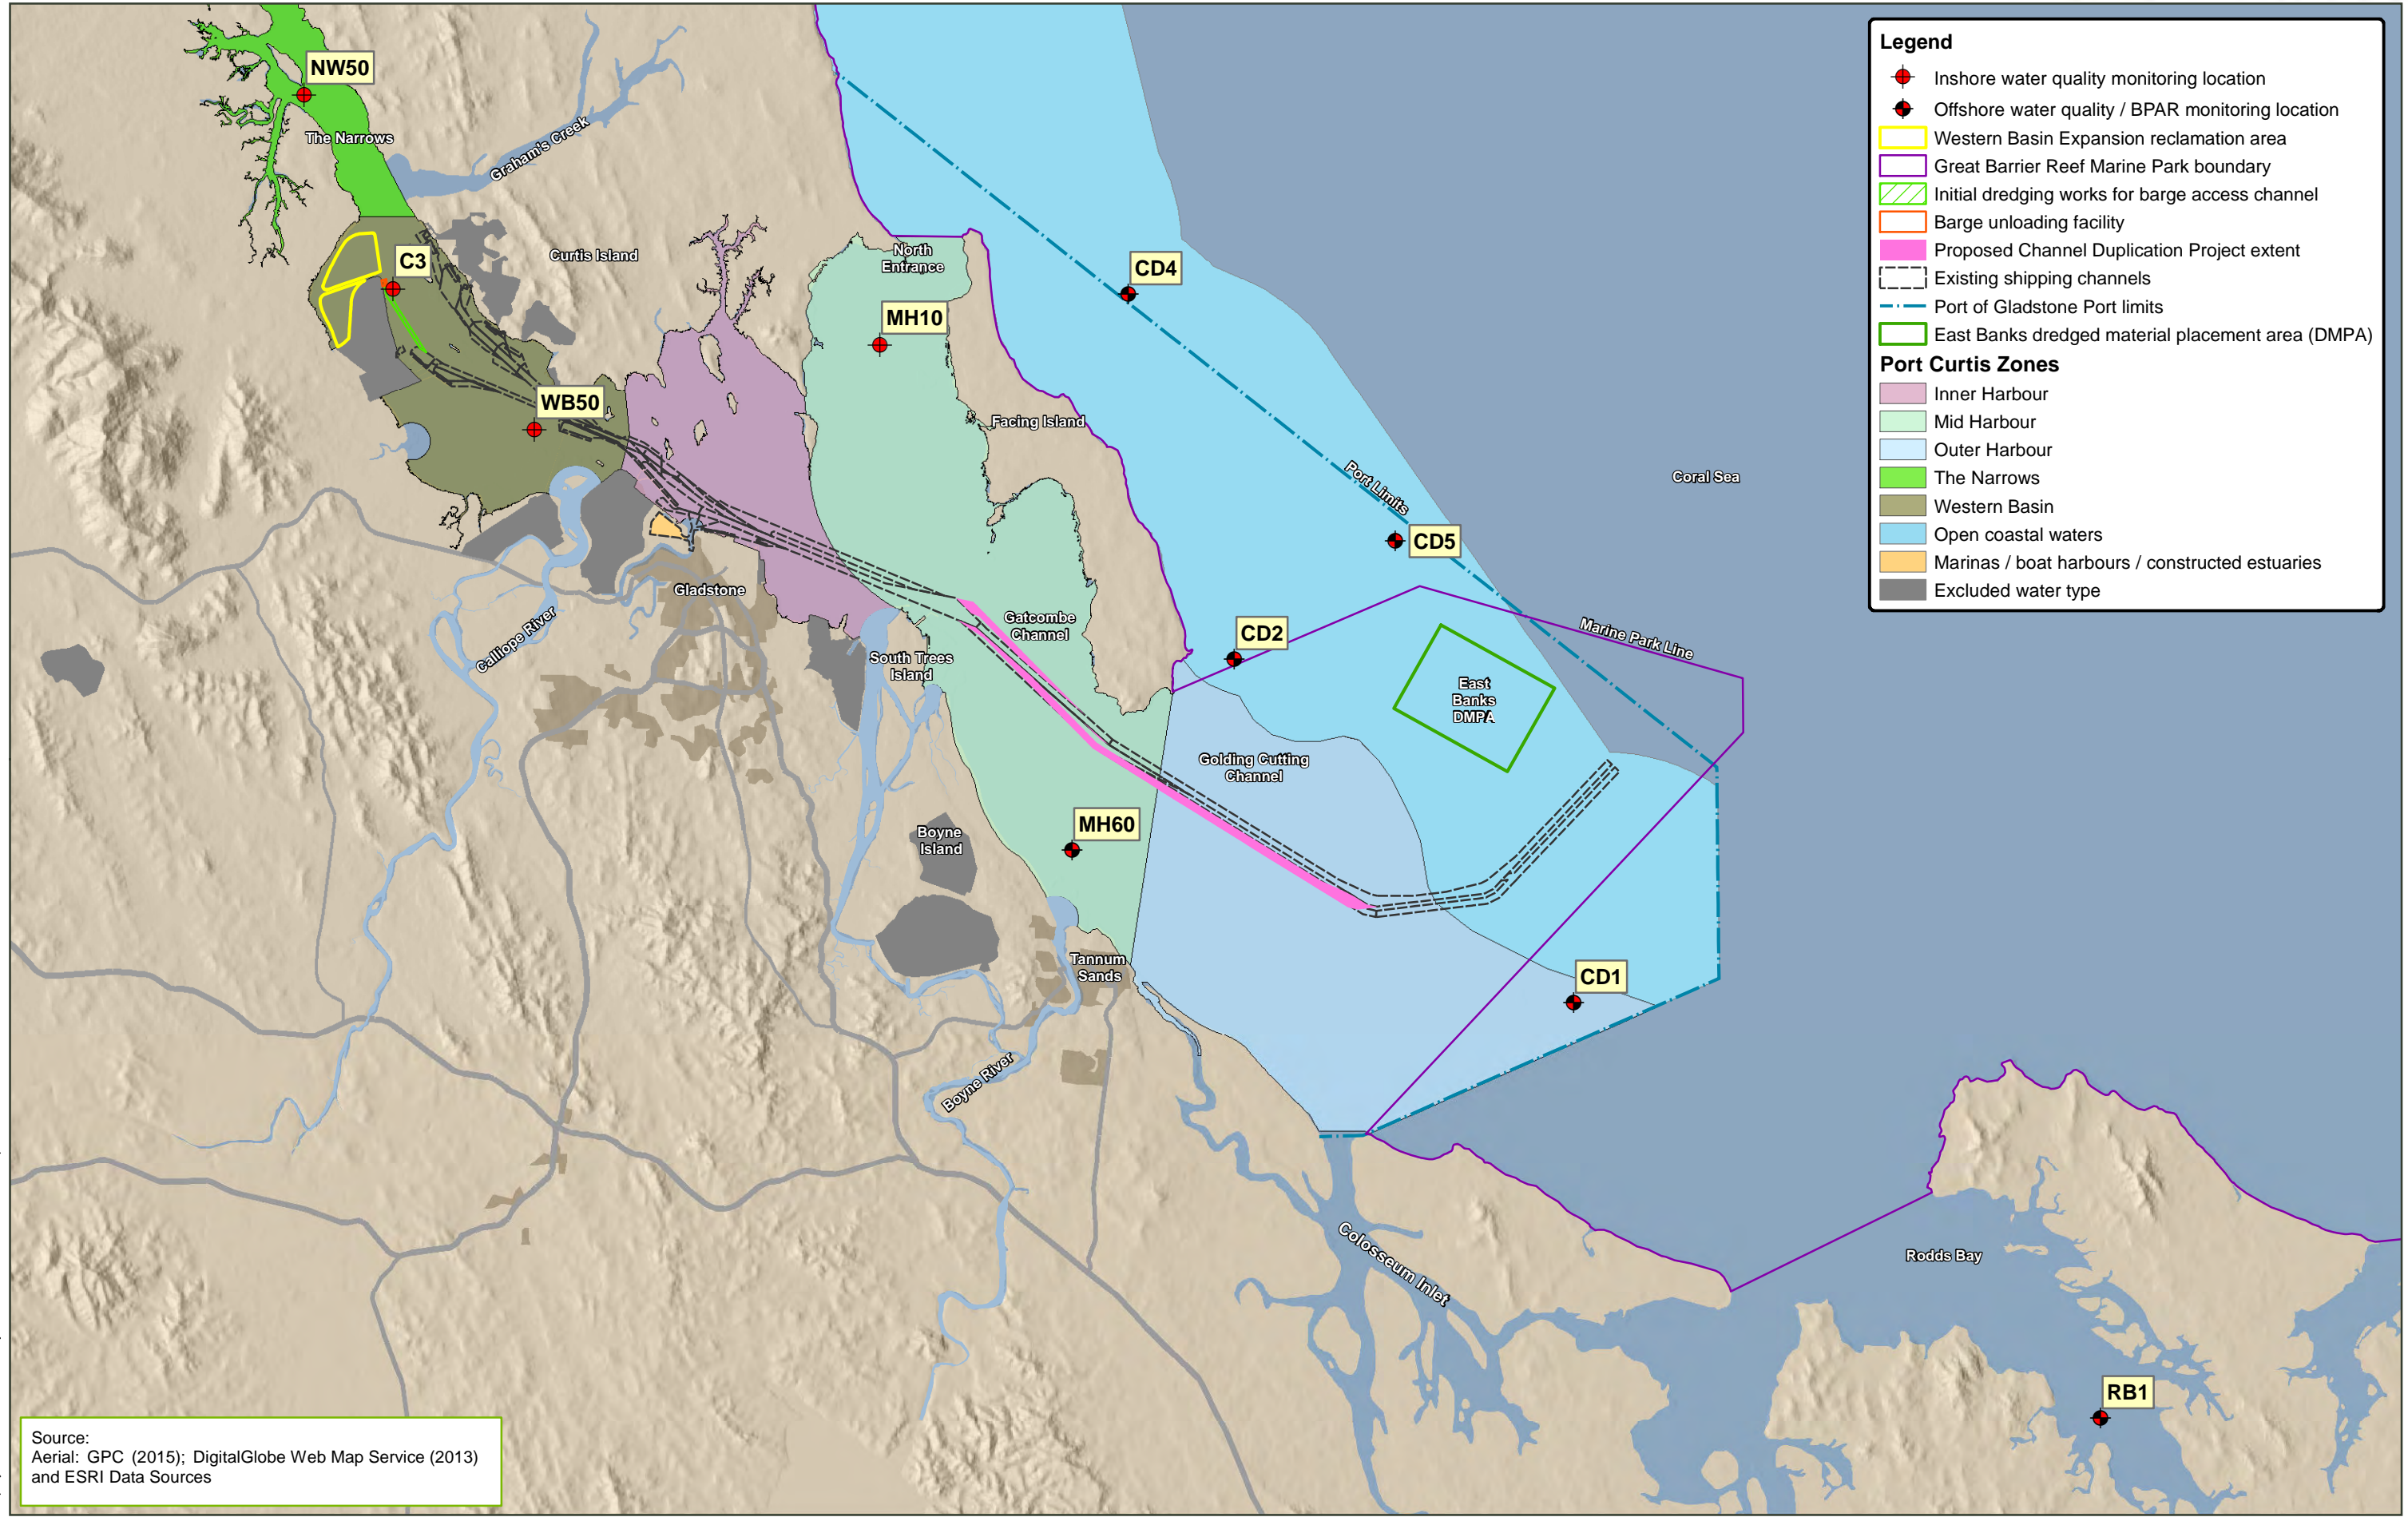 NW50
The Narrows
Graham's Creek
C3
Curtis Island
North
Entrance
CD4
MH10
WB50
Facing Island
Port Limits
Coral Sea
CD5
Gladstone
Calliope River
Gatcombe
Channel
CD2
Marine Park Line
South Trees
Island
East
Banks
DMPA
Golding Cutting
Channel
MH60
Boyne
Island
Tannum
Sands
CD1
Boyne River
Colosseum Inlet
Rodds Bay
RB1
Legend
Inshore water quality monitoring location
Offshore water quality / BPAR monitoring location
Western Basin Expansion reclamation area
Great Barrier Reef Marine Park boundary
Initial dredging works for barge access channel
Barge unloading facility
Proposed Channel Duplication Project extent
Existing shipping channels
Port of Gladstone Port limits
East Banks dredged material placement area (DMPA)
Port Curtis Zones
Inner Harbour
Mid Harbour
Outer Harbour
The Narrows
Western Basin
Open coastal waters
Marinas / boat harbours / constructed estuaries
Excluded water type
Source:
Aerial: GPC (2015); DigitalGlobe Web Map Service (2013)
and ESRI Data Sources